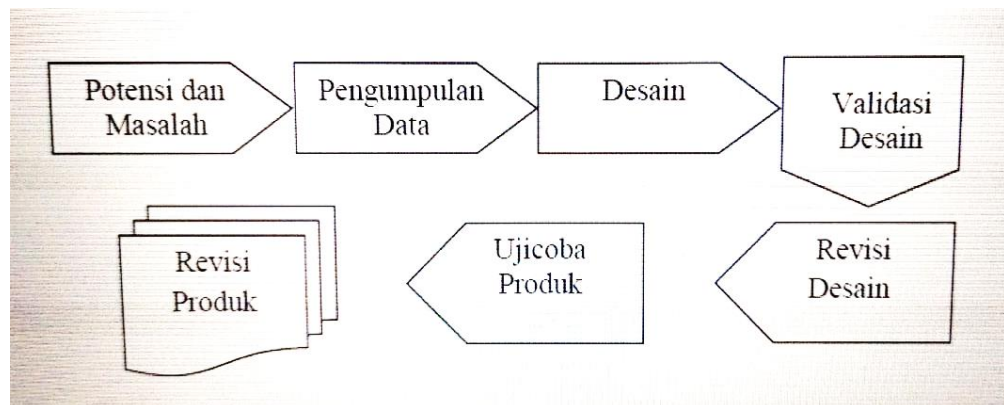 Potensi dan
Masalah
Pengumpulan
Data
Desain
Validasi
Desain
Revisi
Desain
Ujicoba
Produk
Revisi
Produk